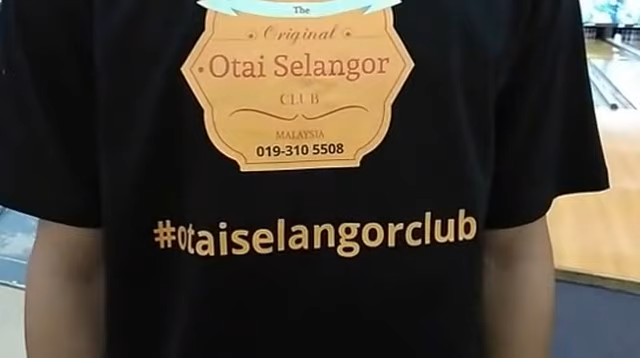 The
Original
Otai Selangor
CLUB
MALAYSIA
019-310 5508
#otaiselangorclub